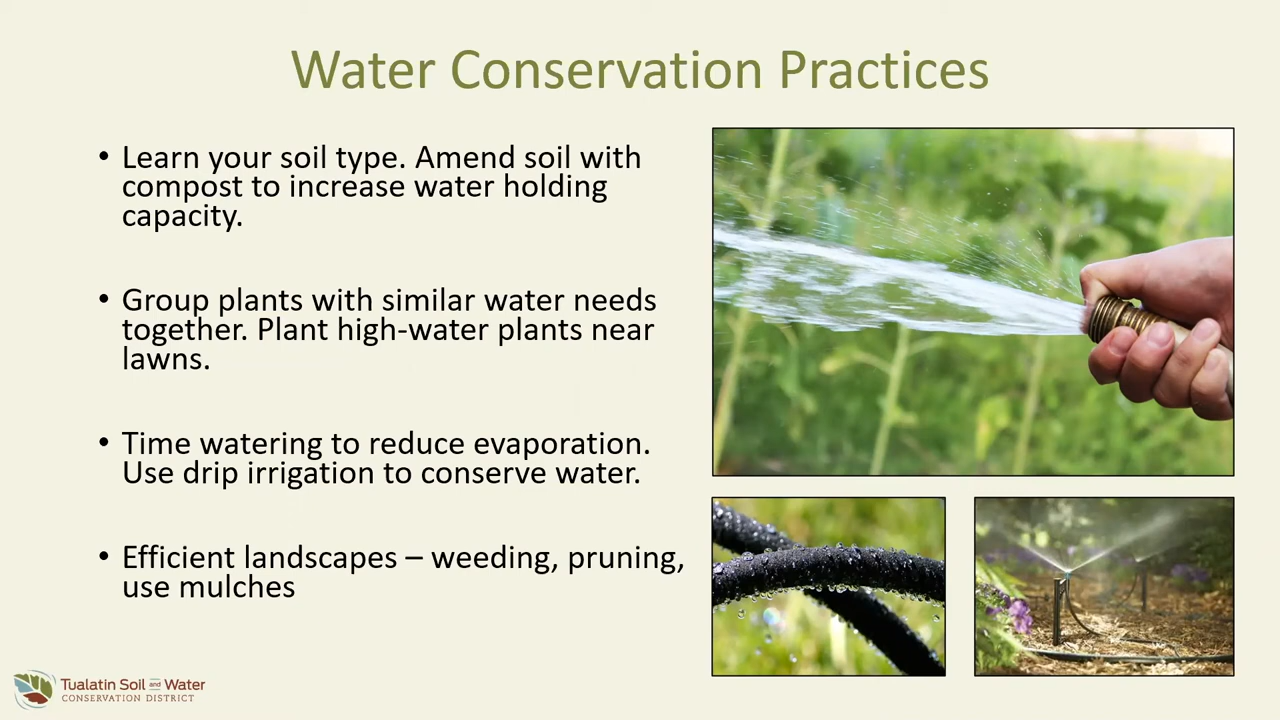 Water Conservation Practices
• Learn your soil type. Amend soil with
compost to increase water holding
capacity.
• Group plants with similar water needs
together. Plant high-water plants near
lawns.
• Time watering to reduce evaporation.
Use drip irrigation to conserve water.
• Efficient landscapes – weeding, pruning,
use mulches
Tualatin Soil and Water
CONSERVATION DISTRICT